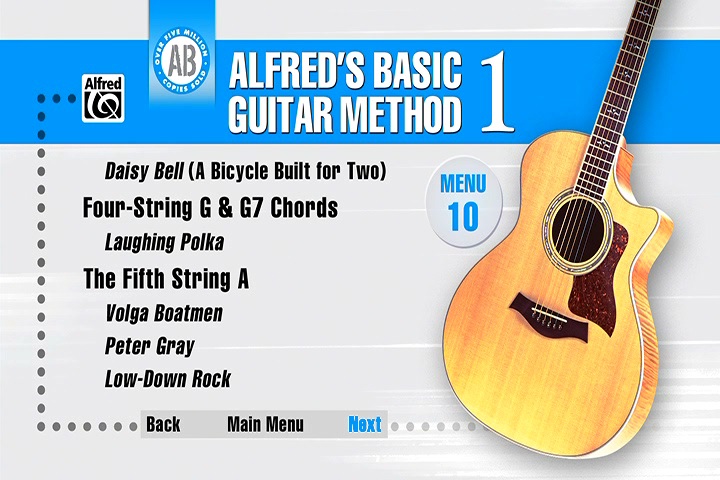 OVER FIVE MILLION
AB
COPIES SOLD
Alfred
ALFRED'S BASIC
GUITAR METHOD 1
MENU
10
Daisy Bell (A Bicycle Built for Two)
Four-String G & G7 Chords
Laughing Polka
The Fifth String A
Volga Boatmen
Peter Gray
Low-Down Rock
Back Main Menu Next